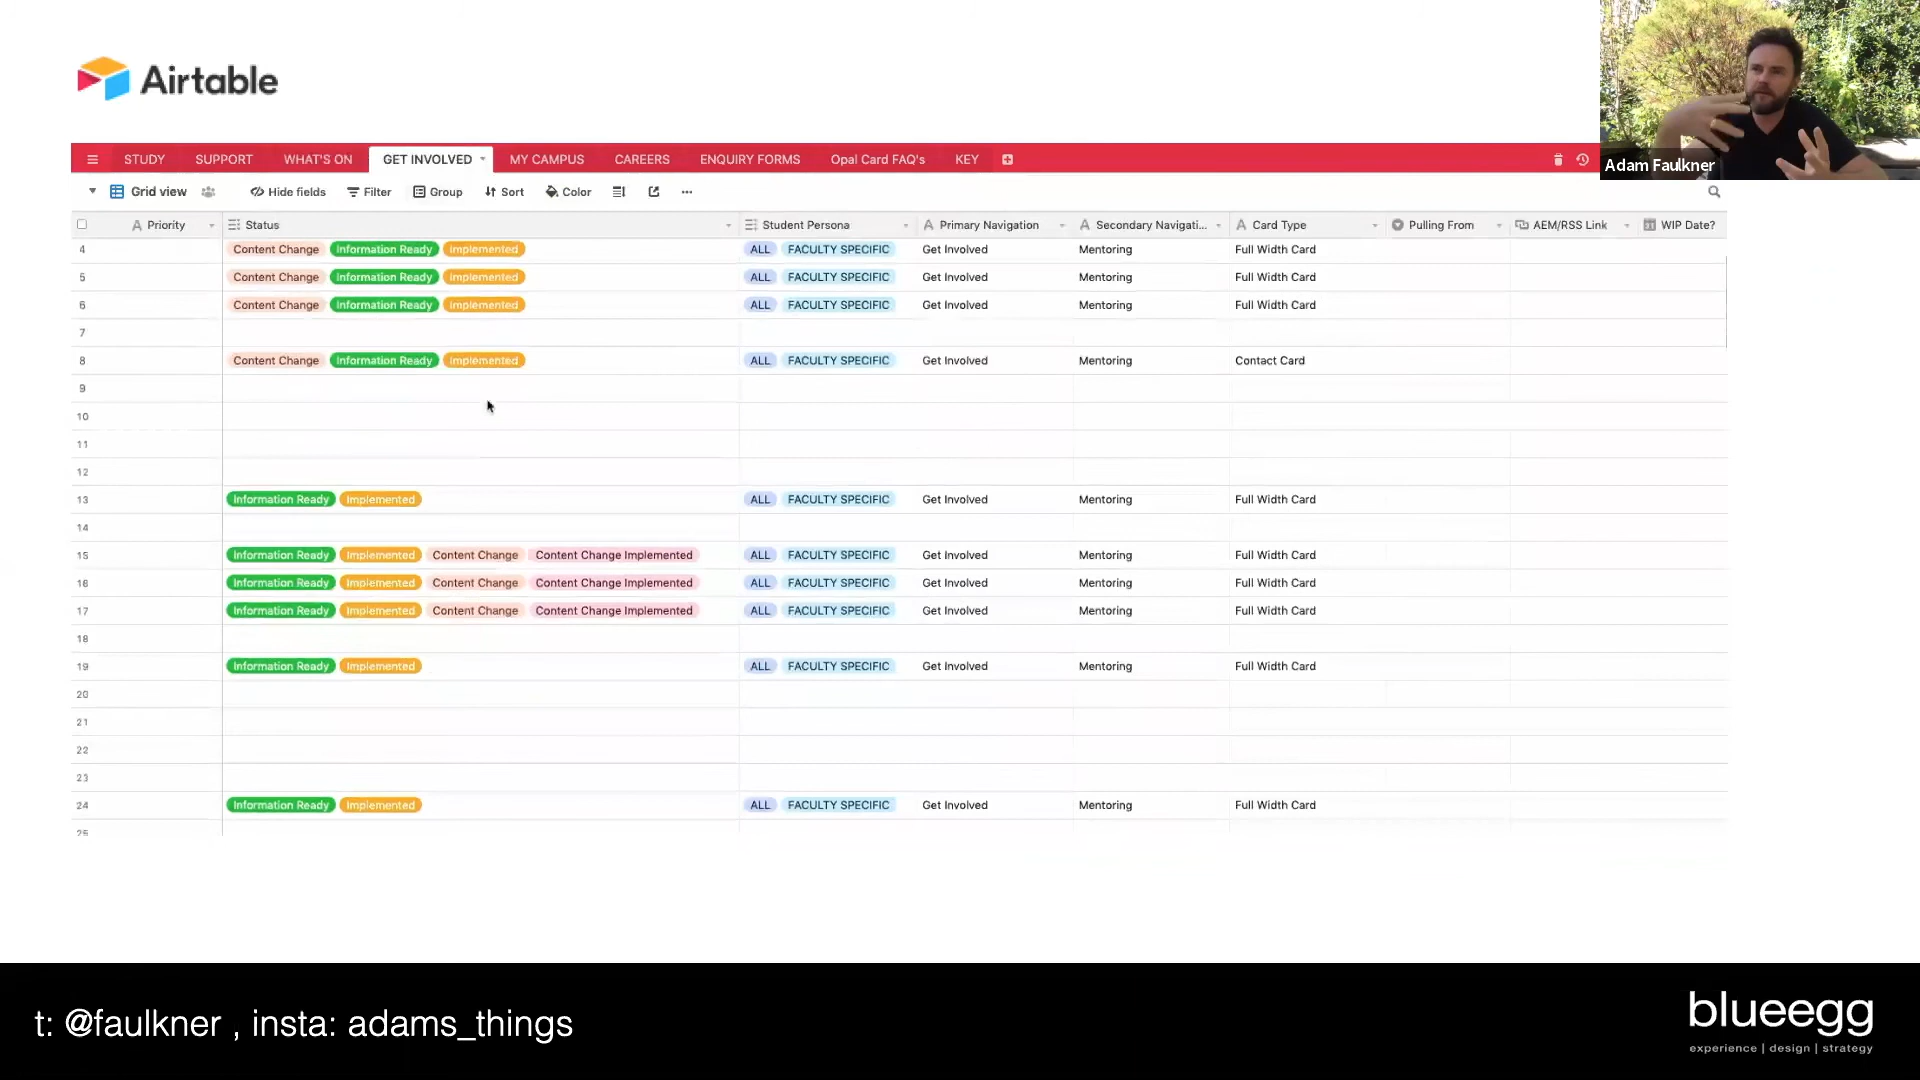 Airtable
Adam Faulkner
STUDY SUPPORT WHAT'S ON GET INVOLVED MY CAMPUS CAREERS ENQUIRY FORMS Opal Card FAQ's KEY
Grid view Hide fields Filter Group Sort Color
Priority Status Student Persona Primary Navigation Secondary Navigati... Card Type Pulling From AEM/RSS Link WIP Date?
4 Content Change Information Ready Implemented ALL FACULTY SPECIFIC Get Involved Mentoring Full Width Card
5 Content Change Information Ready Implemented ALL FACULTY SPECIFIC Get Involved Mentoring Full Width Card
6 Content Change Information Ready Implemented ALL FACULTY SPECIFIC Get Involved Mentoring Full Width Card
7
8 Content Change Information Ready Implemented ALL FACULTY SPECIFIC Get Involved Mentoring Contact Card
9
10
11
12
13 Information Ready Implemented ALL FACULTY SPECIFIC Get Involved Mentoring Full Width Card
14
15 Information Ready Implemented Content Change Content Change Implemented ALL FACULTY SPECIFIC Get Involved Mentoring Full Width Card
16 Information Ready Implemented Content Change Content Change Implemented ALL FACULTY SPECIFIC Get Involved Mentoring Full Width Card
17 Information Ready Implemented Content Change Content Change Implemented ALL FACULTY SPECIFIC Get Involved Mentoring Full Width Card
18
19 Information Ready Implemented ALL FACULTY SPECIFIC Get Involved Mentoring Full Width Card
20
21
22
23
24 Information Ready Implemented ALL FACULTY SPECIFIC Get Involved Mentoring Full Width Card
25
t: @faulkner , insta: adams_things
blueegg
experience | design | strategy